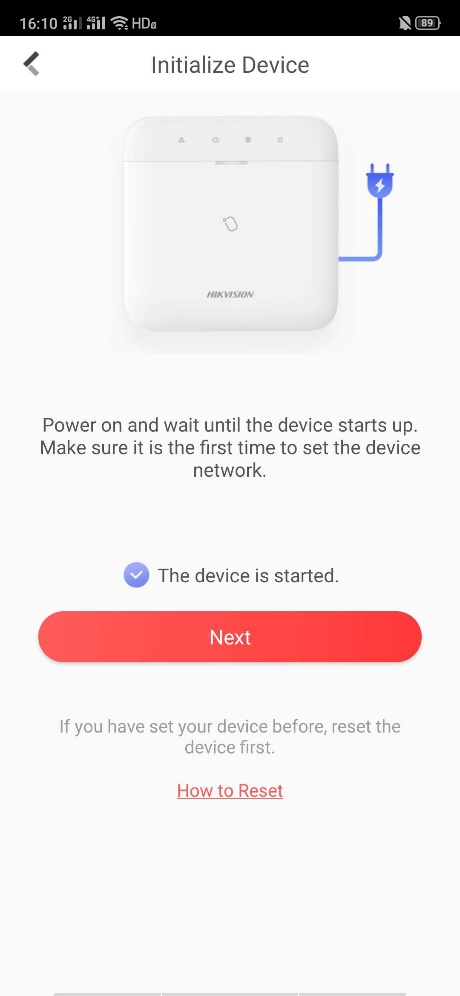 16:10 2G 4G HD 89
Initialize Device
HIKVISION
Power on and wait until the device starts up.
Make sure it is the first time to set the device
network.
The device is started.
Next
If you have set your device before, reset the
device first.
How to Reset